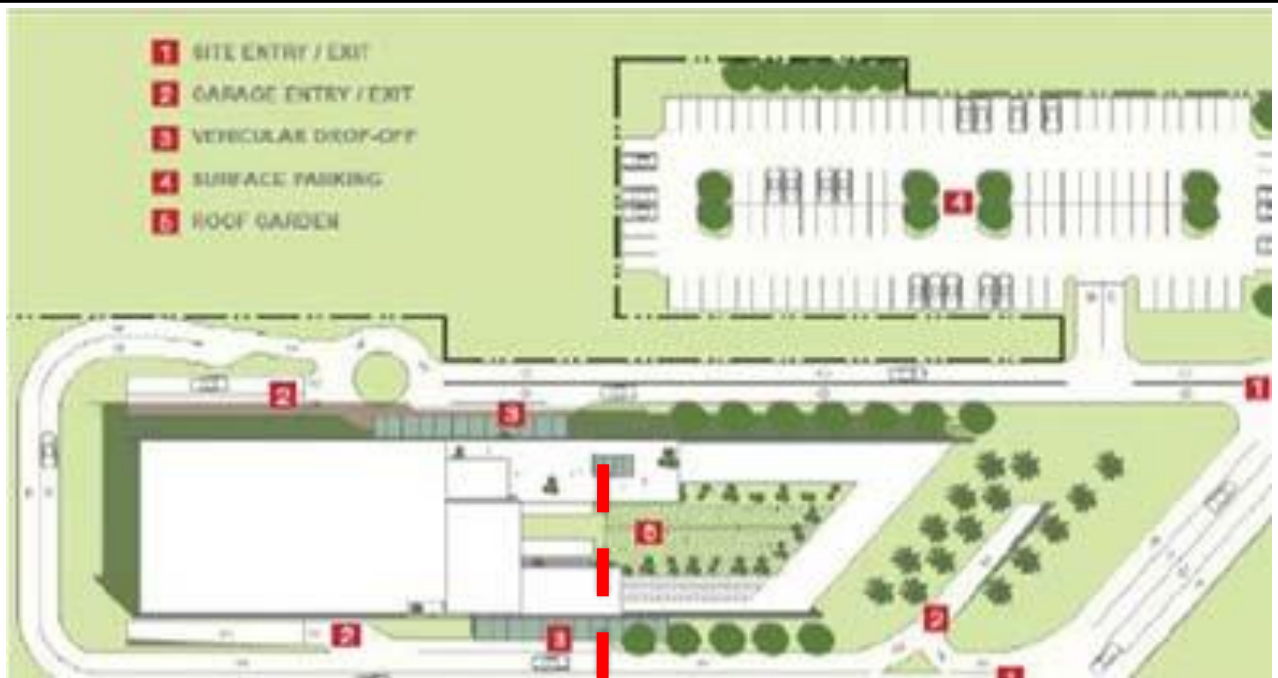 1 SITE ENTRY / EXIT
2 GARAGE ENTRY / EXIT
3 VEHICULAR DROP-OFF
4 SURFACE PARKING
5 ROOF GARDEN
4
1
2
3
5
2
2
3